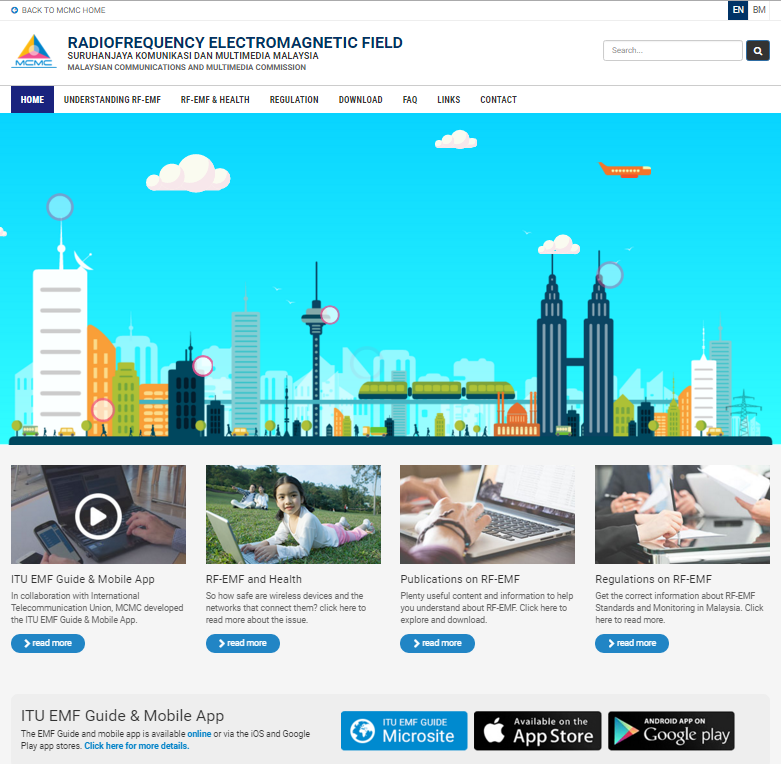 BACK TO MCMC HOME
EN BM
MCMC
RADIOFREQUENCY ELECTROMAGNETIC FIELD
SURUHANJAYA KOMUNIKASI DAN MULTIMEDIA MALAYSIA
MALAYSIAN COMMUNICATIONS AND MULTIMEDIA COMMISSION
Search...
HOME UNDERSTANDING RF-EMF RF-EMF & HEALTH REGULATION DOWNLOAD FAQ LINKS CONTACT
ITU EMF Guide & Mobile App
In collaboration with International
Telecommunication Union, MCMC developed
the ITU EMF Guide & Mobile App.
read more
RF-EMF and Health
So how safe are wireless devices and the
networks that connect them? click here to
read more about the issue.
read more
Publications on RF-EMF
Plenty useful content and information to help
you understand about RF-EMF. Click here to
explore and download.
read more
Regulations on RF-EMF
Get the correct information about RF-EMF
Standards and Monitoring in Malaysia. Click
here to read more.
read more
ITU EMF Guide & Mobile App
The EMF Guide and mobile app is available online or via the iOS and Google
Play app stores. Click here for more details.
ITU EMF GUIDE
Microsite
Available on the
App Store
ANDROID APP ON
Google play